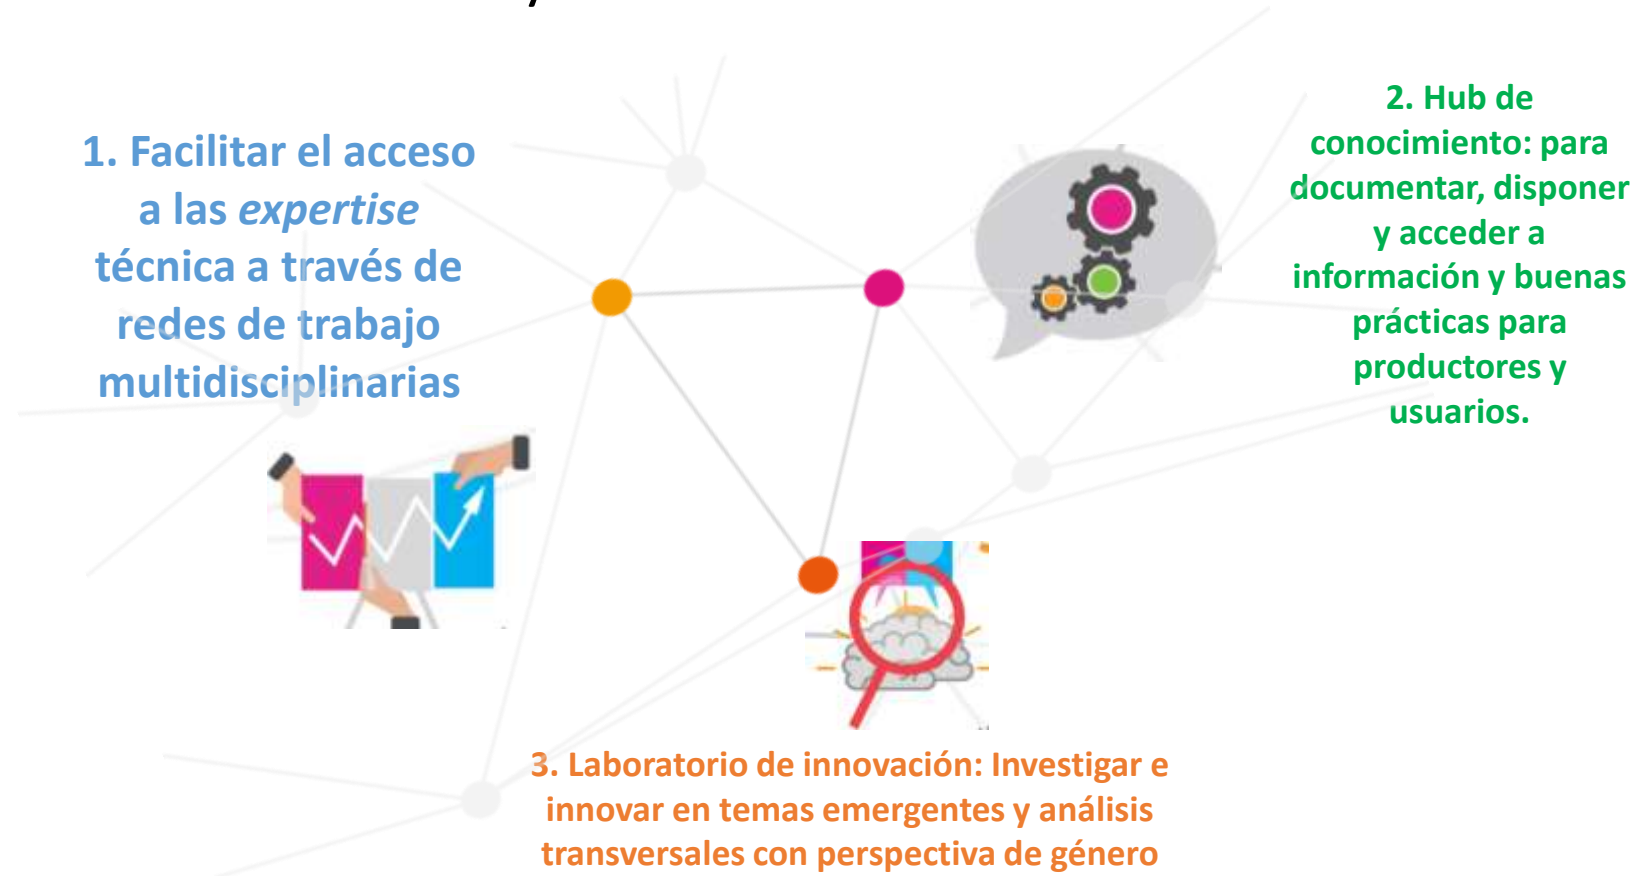 1. Facilitar el acceso
a las expertise
técnica a través de
redes de trabajo
multidisciplinarias
2. Hub de
conocimiento: para
documentar, disponer
y acceder a
información y buenas
prácticas para
productores y
usuarios.
3. Laboratorio de innovación: Investigar e
innovar en temas emergentes y análisis
transversales con perspectiva de género